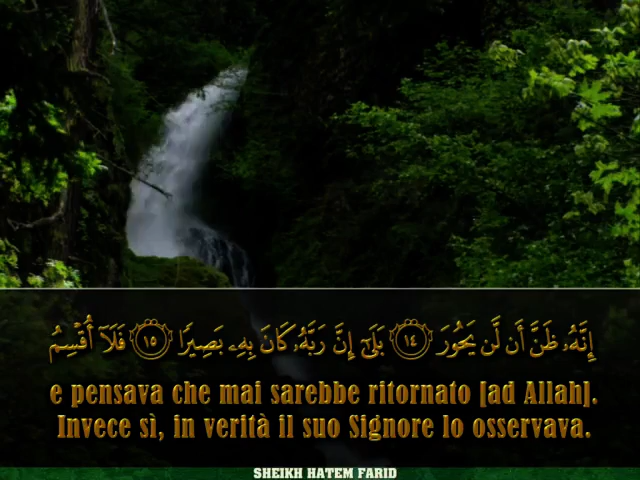 إِنَّهُۥ ظَنَّ أَن لَّن يَحُورَ ١٤ بَلَىٰٓ إِنَّ رَبَّهُۥ كَانَ بِهِۦ بَصِيرًا ١٥ فَلَآ أُقْسِمُ
e pensava che mai sarebbe ritornato [ad Allah].
Invece sì, in verità il suo Signore lo osservava.
SHEIKH HATEM FARID